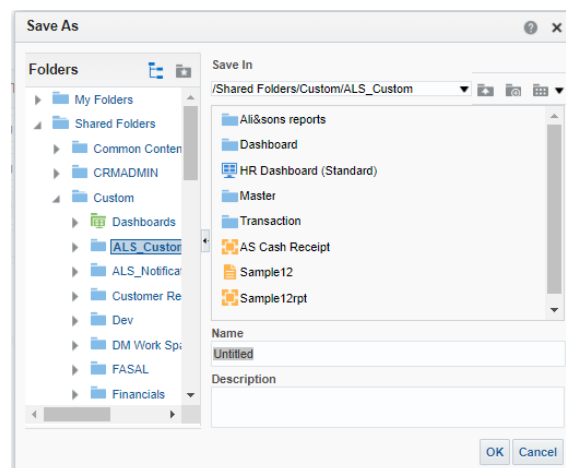 Save As
Folders
My Folders
Shared Folders
Common Conten
CRMADMIN
Custom
Dashboards
ALS_Custor
ALS_Notificat
Customer Re
Dev
DM Work Spa
FASAL
Financials
Save In
/Shared Folders/Custom/ALS_Custom
Ali&sons reports
Dashboard
HR Dashboard (Standard)
Master
Transaction
AS Cash Receipt
Sample12
Sample12rpt
Name
Untitled
Description
OK Cancel